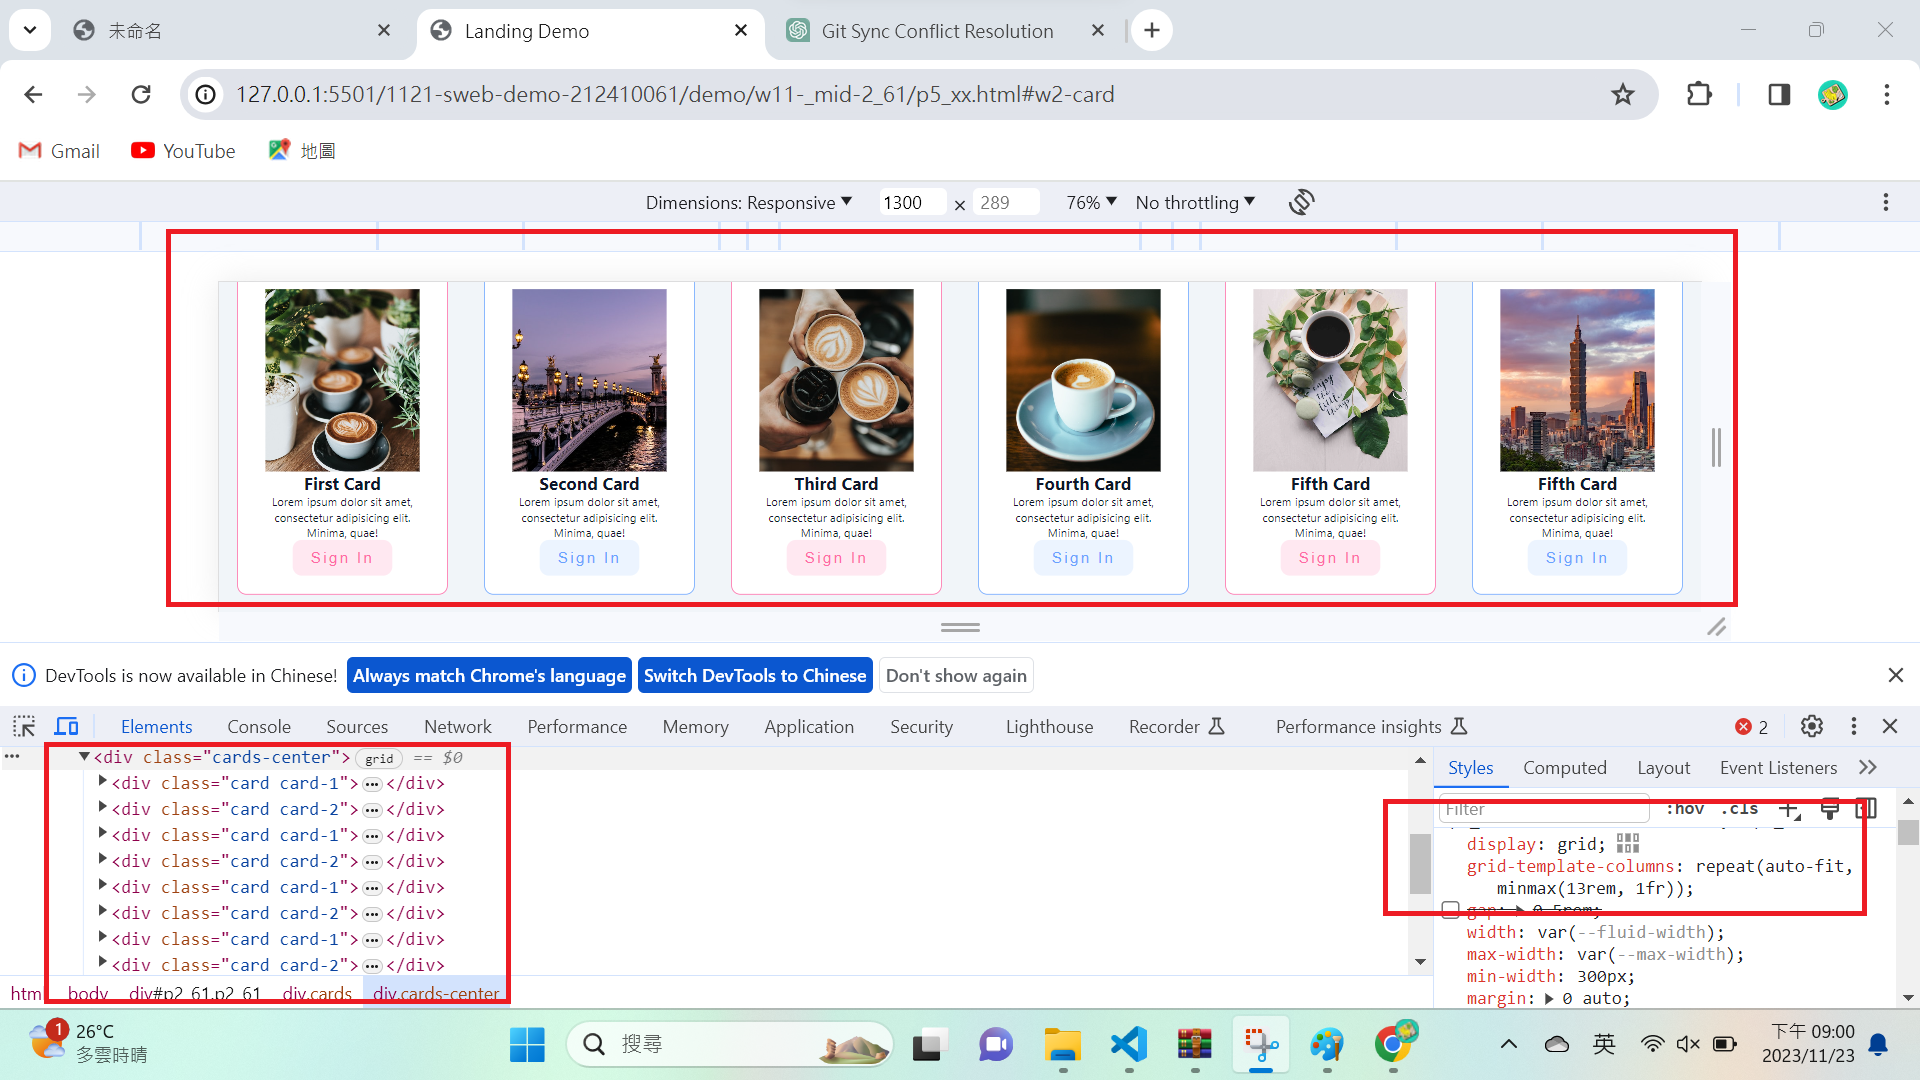 未命名
Landing Demo
Git Sync Conflict Resolution
127.0.0.1:5501/1121-sweb-demo-212410061/demo/w11-_mid-2_61/p5_xx.html#w2-card
Gmail
YouTube
地圖
Dimensions: Responsive ▼ 1300 × 289 76% ▼ No throttling ▼
First Card
Lorem ipsum dolor sit amet,
consectetur adipisicing elit.
Minima, quae!
Sign In
Second Card
Lorem ipsum dolor sit amet,
consectetur adipisicing elit.
Minima, quae!
Sign In
Third Card
Lorem ipsum dolor sit amet,
consectetur adipisicing elit.
Minima, quae!
Sign In
Fourth Card
Lorem ipsum dolor sit amet,
consectetur adipisicing elit.
Minima, quae!
Sign In
Fifth Card
Lorem ipsum dolor sit amet,
consectetur adipisicing elit.
Minima, quae!
Sign In
Fifth Card
Lorem ipsum dolor sit amet,
consectetur adipisicing elit.
Minima, quae!
Sign In
DevTools is now available in Chinese! Always match Chrome's language Switch DevTools to Chinese Don't show again
Elements Console Sources Network Performance Memory Application Security Lighthouse Recorder Performance insights 2
<div class="cards-center"> grid == $0
<div class="card card-1"> ••• </div>
<div class="card card-2"> ••• </div>
<div class="card card-1"> ••• </div>
<div class="card card-2"> ••• </div>
<div class="card card-1"> ••• </div>
<div class="card card-2"> ••• </div>
<div class="card card-1"> ••• </div>
<div class="card card-2"> ••• </div>
html body div#p2_61.p2_61 div.cards div.cards-center
Styles Computed Layout Event Listeners
Filter :hov .cls
display: grid;
grid-template-columns: repeat(auto-fit,
minmax(13rem, 1fr));
gap: ▶ 0.5rem;
width: var(--fluid-width);
max-width: var(--max-width);
min-width: 300px;
margin: ▶ 0 auto;
1
26°C
多雲時晴
搜尋
英
下午 09:00
2023/11/23